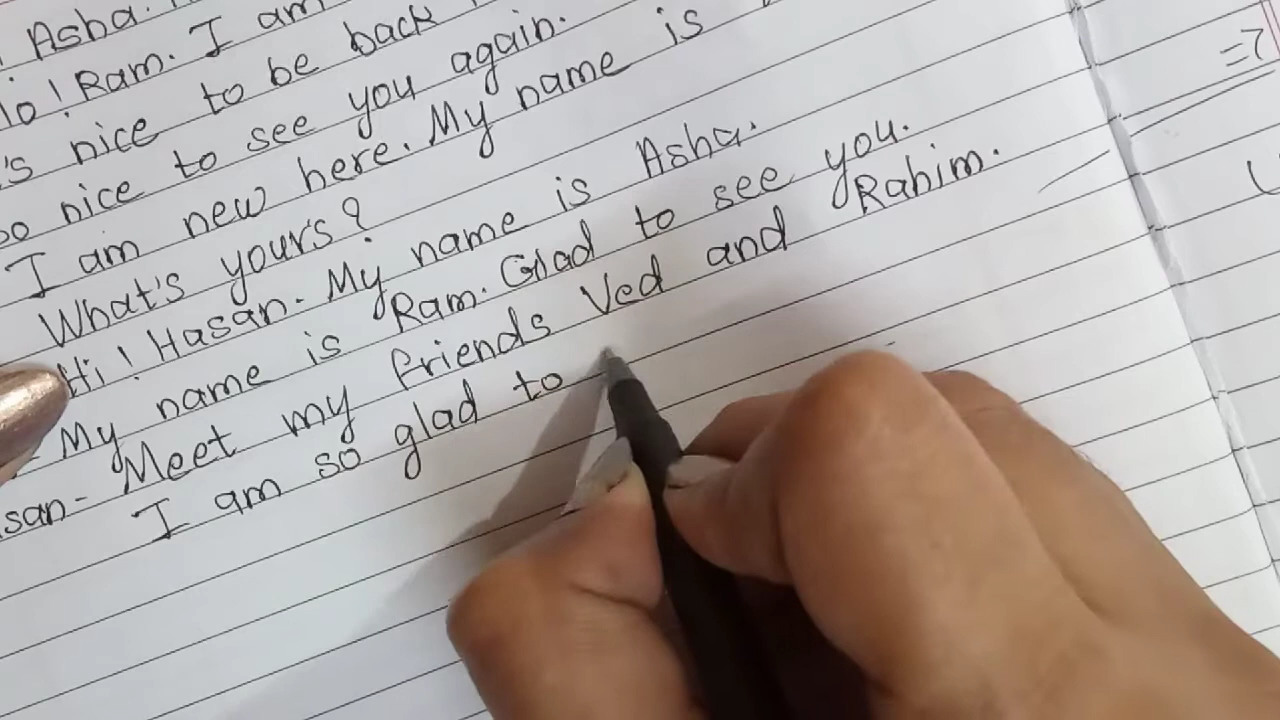 Asha.
! Ram. I am
nice to be back
nice to see you again.
I am new here. My name is
What's yours?
Hi! Hasan. My name is Asha.
My name is Ram. Glad to see you.
Meet my friends Ved and Rahim.
I am so glad to
=?